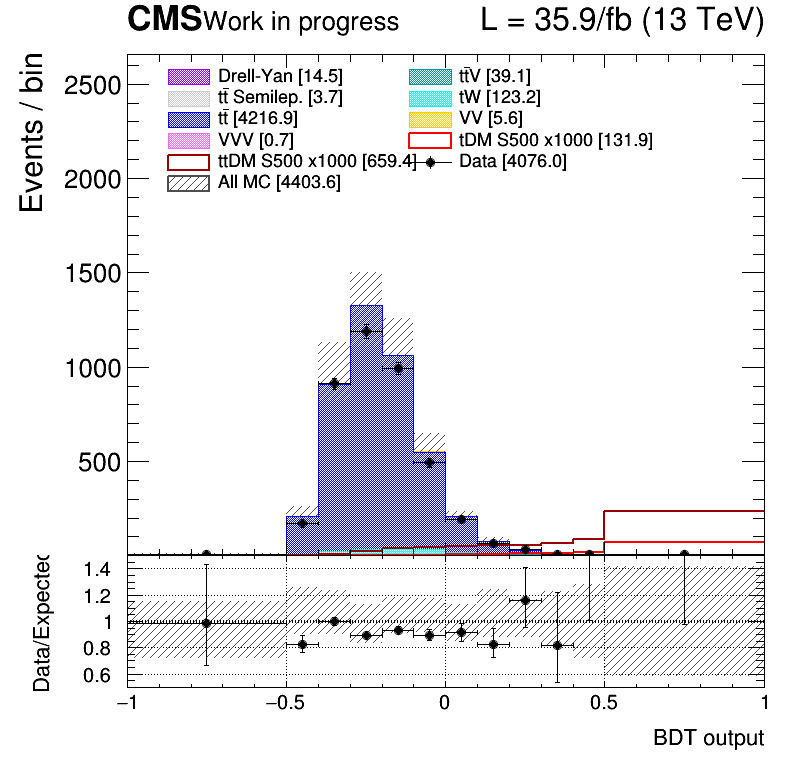 CMS Work in progress L = 35.9/fb (13 TeV)
Events / bin
2500
2000
1500
1000
500
Drell-Yan [14.5]
tt̄V [39.1]
tt̄ Semilep. [3.7]
tW [123.2]
tt̄ [4216.9]
VV [5.6]
VVV [0.7]
tDM S500 x1000 [131.9]
ttDM S500 x1000 [659.4]
Data [4076.0]
All MC [4403.6]
Data/Expected
1.4
1.2
1
0.8
0.6
−1 −0.5 0 0.5 1
BDT output